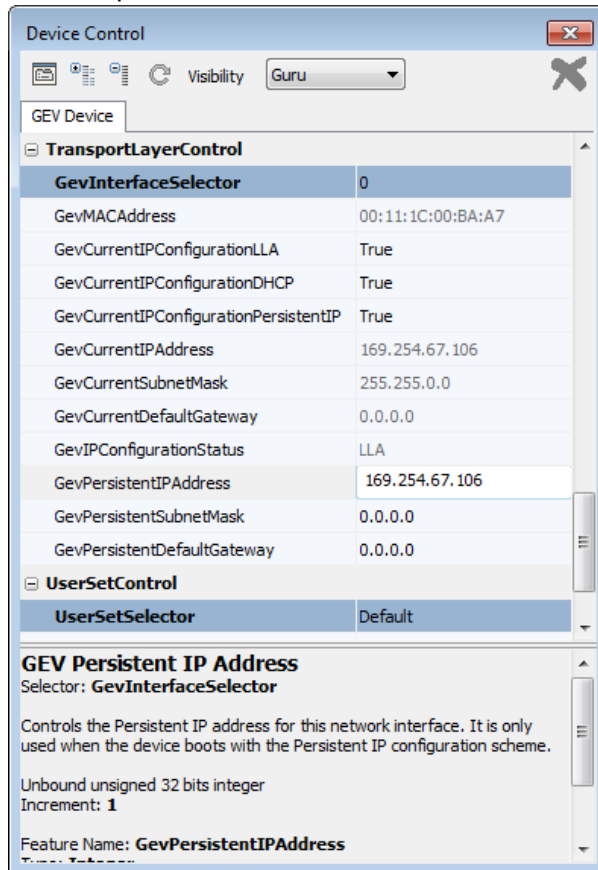 Device Control
Visibility Guru
GEV Device
TransportLayerControl
GevInterfaceSelector 0
GevMACAddress 00:11:1C:00:BA:A7
GevCurrentIPConfigurationLLA True
GevCurrentIPConfigurationDHCP True
GevCurrentIPConfigurationPersistentIP True
GevCurrentIPAddress 169.254.67.106
GevCurrentSubnetMask 255.255.0.0
GevCurrentDefaultGateway 0.0.0.0
GevIPConfigurationStatus LLA
GevPersistentIPAddress 169.254.67.106
GevPersistentSubnetMask 0.0.0.0
GevPersistentDefaultGateway 0.0.0.0
UserSetControl
UserSetSelector Default
GEV Persistent IP Address
Selector: GevInterfaceSelector
Controls the Persistent IP address for this network interface. It is only
used when the device boots with the Persistent IP configuration scheme.
Unbound unsigned 32 bits integer
Increment: 1
Feature Name: GevPersistentIPAddress